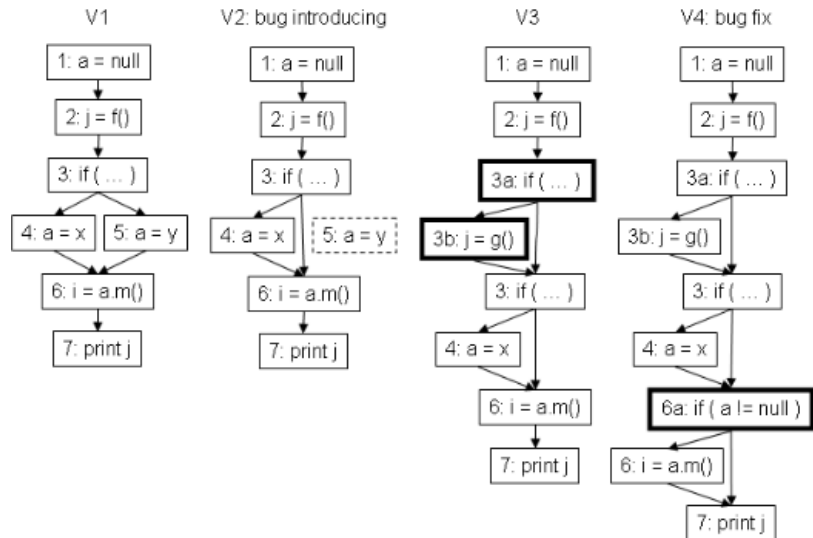 V1
1: a = null
2: j = f()
3: if ( ... )
4: a = x
5: a = y
6: i = a.m()
7: print j
V2: bug introducing
1: a = null
2: j = f()
3: if ( ... )
4: a = x
5: a = y
6: i = a.m()
7: print j
V3
1: a = null
2: j = f()
3a: if ( ... )
3b: j = g()
3: if ( ... )
4: a = x
6: i = a.m()
7: print j
V4: bug fix
1: a = null
2: j = f()
3a: if ( ... )
3b: j = g()
3: if ( ... )
4: a = x
6a: if ( a != null )
6: i = a.m()
7: print j